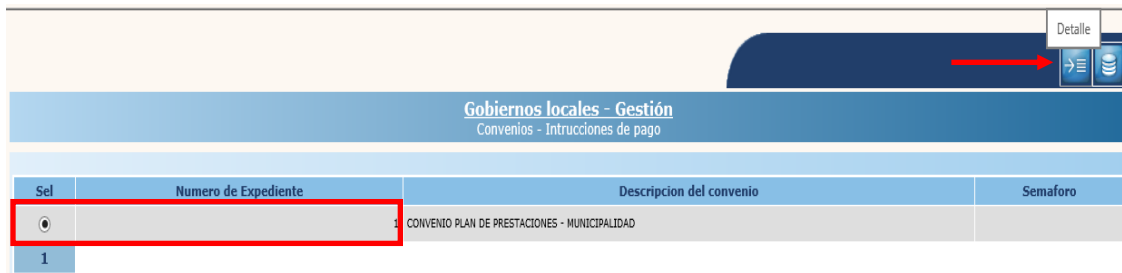 Detalle
Gobiernos locales - Gestión
Convenios - Intrucciones de pago
Sel Numero de Expediente Descripcion del convenio Semaforo
1 CONVENIO PLAN DE PRESTACIONES - MUNICIPALIDAD
1